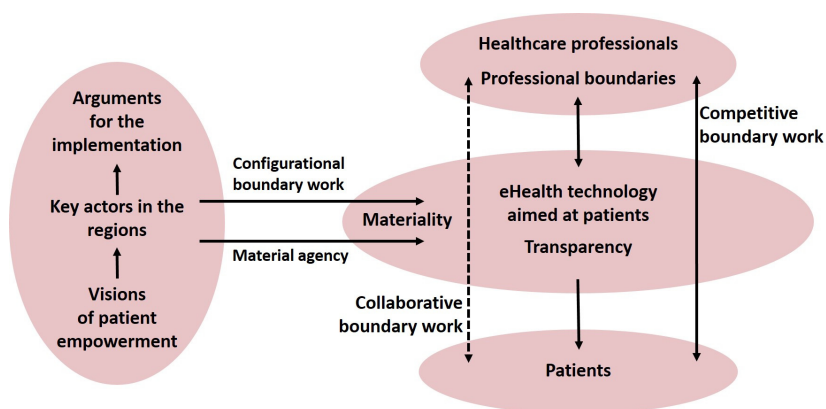 Arguments
for the
implementation
Key actors in the
regions
Visions
of patient
empowerment
Configurational
boundary work
Material agency
Healthcare professionals
Professional boundaries
Competitive
boundary work
Materiality
eHealth technology
aimed at patients
Transparency
Collaborative
boundary work
Patients